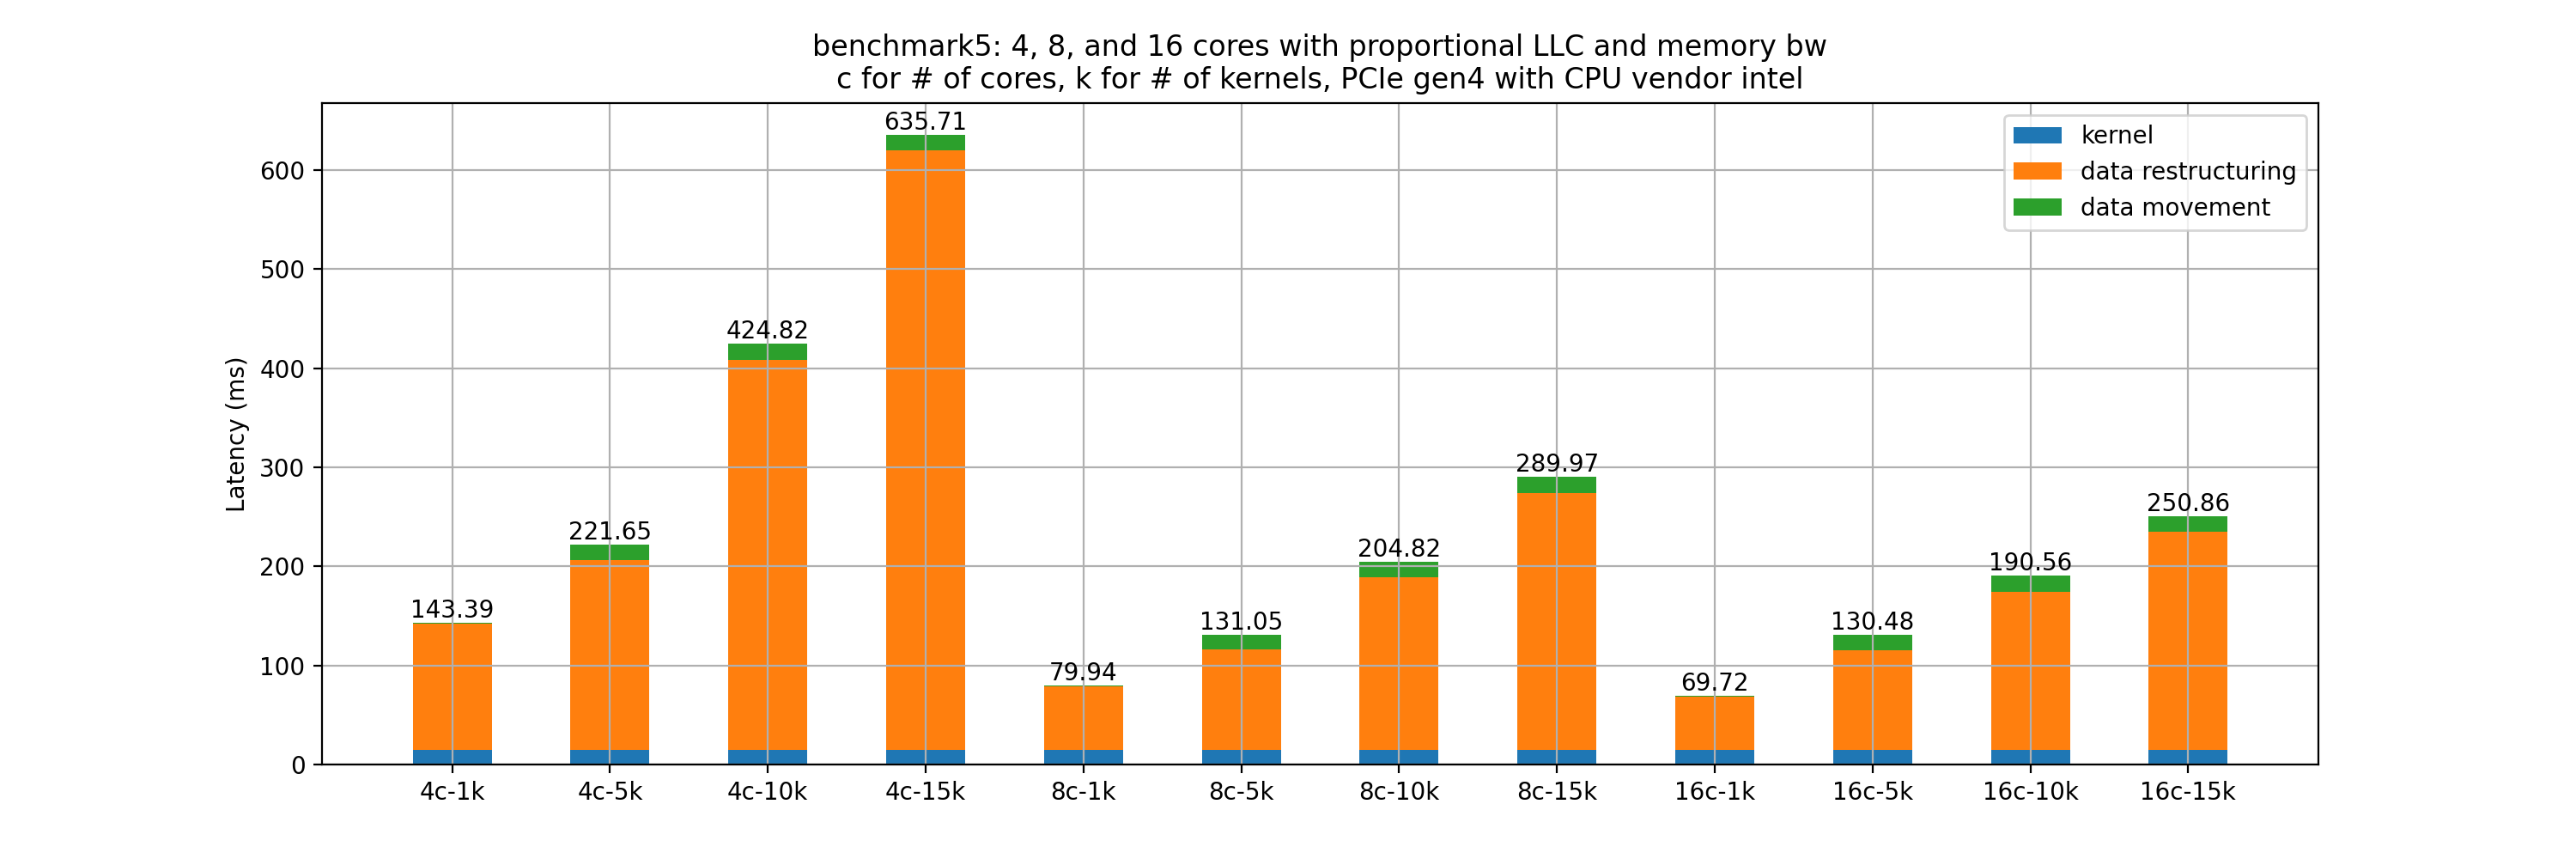 benchmark5: 4, 8, and 16 cores with proportional LLC and memory bw
c for # of cores, k for # of kernels, PCIe gen4 with CPU vendor intel
kernel
data restructuring
data movement
Latency (ms)
600
500
400
300
200
100
0
143.39
221.65
424.82
635.71
79.94
131.05
204.82
289.97
69.72
130.48
190.56
250.86
4c-1k
4c-5k
4c-10k
4c-15k
8c-1k
8c-5k
8c-10k
8c-15k
16c-1k
16c-5k
16c-10k
16c-15k